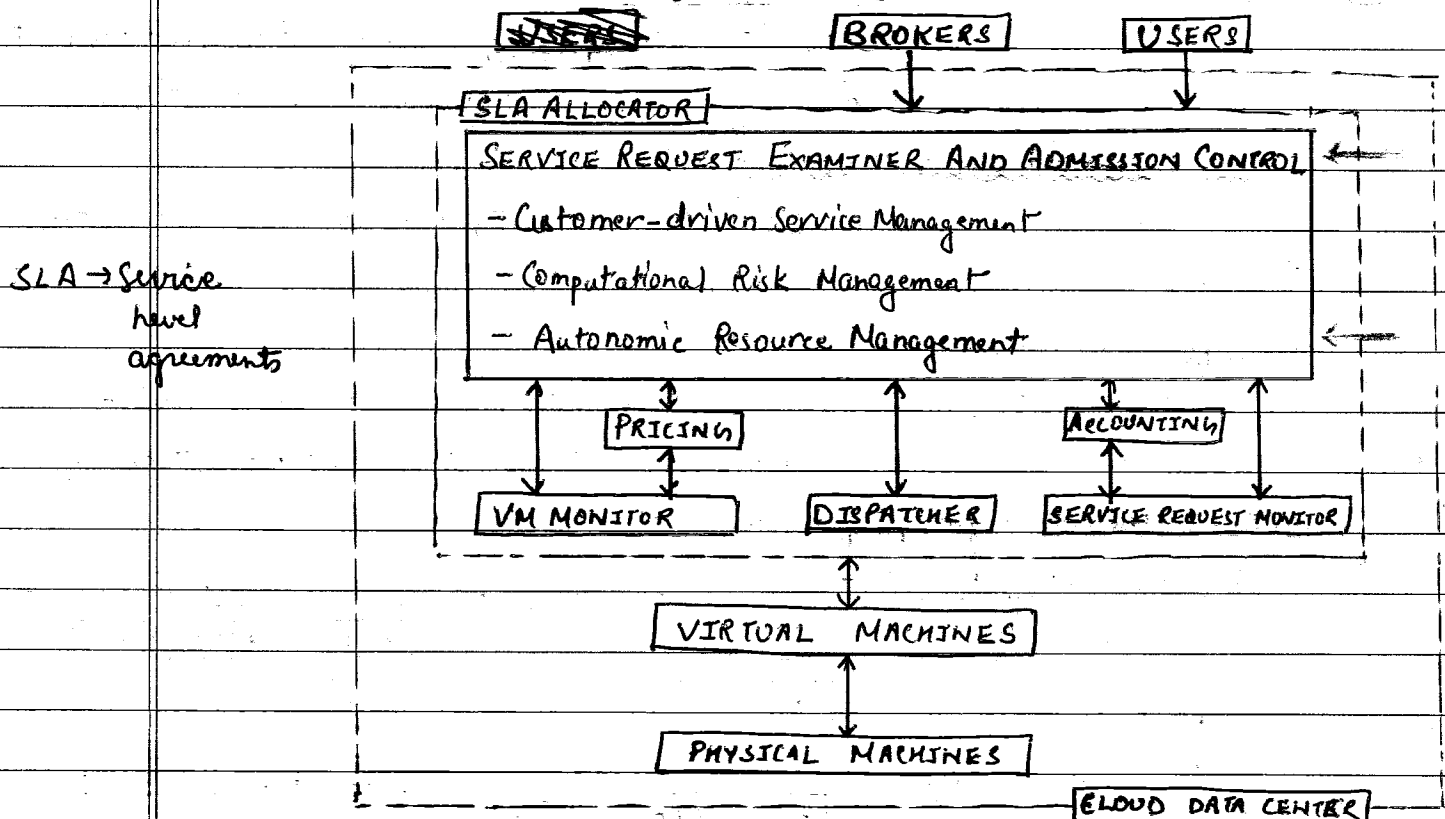 BROKERS
USERS
SLA ALLOCATOR
SERVICE REQUEST EXAMINER AND ADMISSION CONTROL
- Customer-driven Service Management
- Computational Risk Management
- Autonomic Resource Management
SLA → Service
level
agreements
PRICING
ACCOUNTING
VM MONITOR
DISPATCHER
SERVICE REQUEST MONITOR
VIRTUAL MACHINES
PHYSICAL MACHINES
CLOUD DATA CENTER